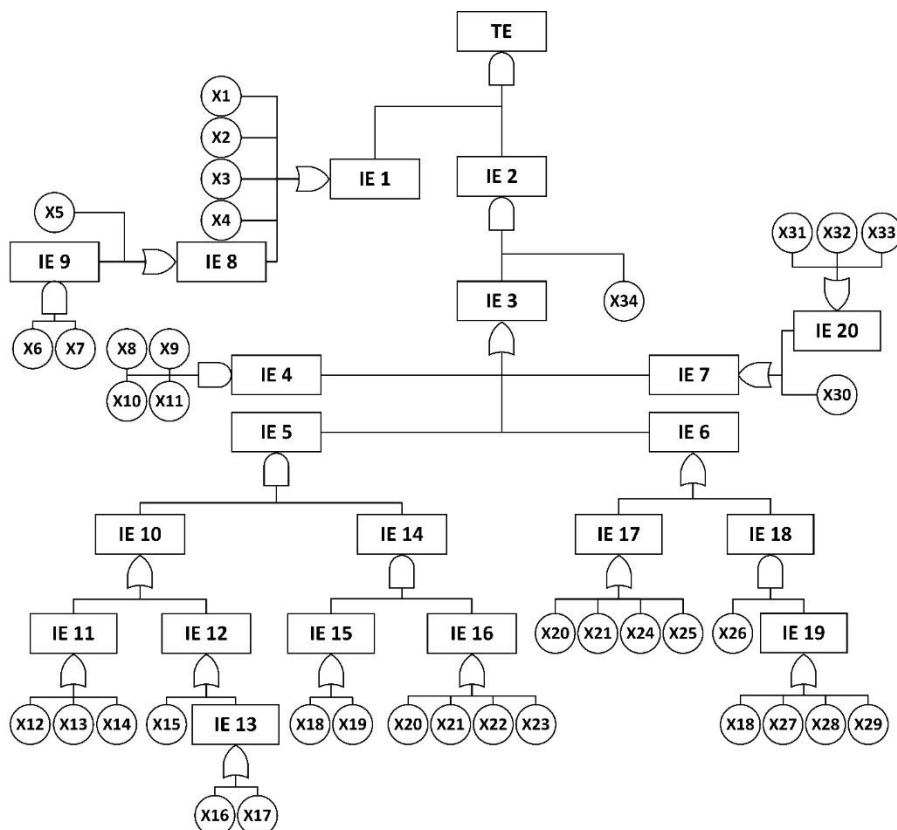 TE
X1
X2
X3
IE 1
IE 2
X4
X5
X31 X32 X33
IE 9
IE 8
IE 3
X34
IE 20
X6 X7
X8 X9
IE 4
IE 7
X10 X11
X30
IE 5
IE 6
IE 10
IE 14
IE 17
IE 18
IE 11
IE 12
IE 15
IE 16
X20 X21 X24 X25
X26
IE 19
X12 X13 X14
X15
IE 13
X18 X19
X20 X21 X22 X23
X18 X27 X28 X29
X16 X17